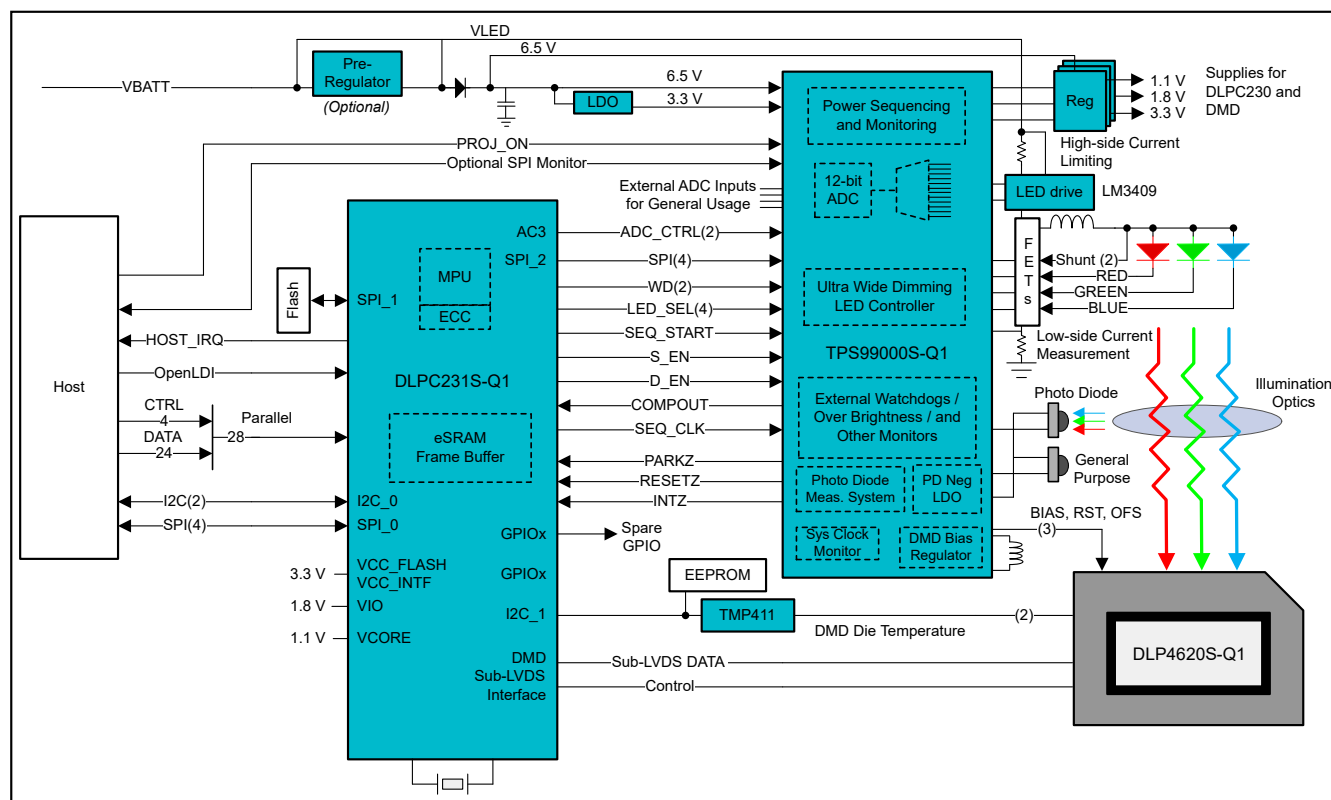 VLED
6.5 V
Pre-
Regulator
(Optional)
VBATT
6.5 V
LDO
3.3 V
Power Sequencing
and Monitoring
Reg
1.1 V
1.8 V
3.3 V
Supplies for
DLPC230 and
DMD
PROJ_ON
Optional SPI Monitor
High-side Current
Limiting
External ADC Inputs
for General Usage
12-bit
ADC
LED drive
LM3409
AC3
ADC_CTRL(2)
SPI_2
SPI(4)
MPU
ECC
WD(2)
LED_SEL(4)
SEQ_START
S_EN
D_EN
COMPOUT
SEQ_CLK
PARKZ
RESETZ
INTZ
Flash
SPI_1
Ultra Wide Dimming
LED Controller
FETs
Shunt (2)
RED
GREEN
BLUE
Low-side Current
Measurement
TPS99000S-Q1
DLPC231S-Q1
Host
HOST_IRQ
OpenLDI
CTRL
4
DATA
24
28
Parallel
eSRAM
Frame Buffer
External Watchdogs /
Over Brightness / and
Other Monitors
Photo Diode
Illumination
Optics
General
Purpose
Photo Diode
Meas. System
PD Neg
LDO
I2C(2)
I2C_0
SPI(4)
SPI_0
Sys Clock
Monitor
DMD Bias
Regulator
BIAS, RST, OFS
(3)
GPIOx
Spare
GPIO
3.3 V
VCC_FLASH
VCC_INTF
GPIOx
EEPROM
1.8 V
VIO
I2C_1
TMP411
(2)
DMD Die Temperature
1.1 V
VCORE
DMD
Sub-LVDS
Interface
Sub-LVDS DATA
Control
DLP4620S-Q1